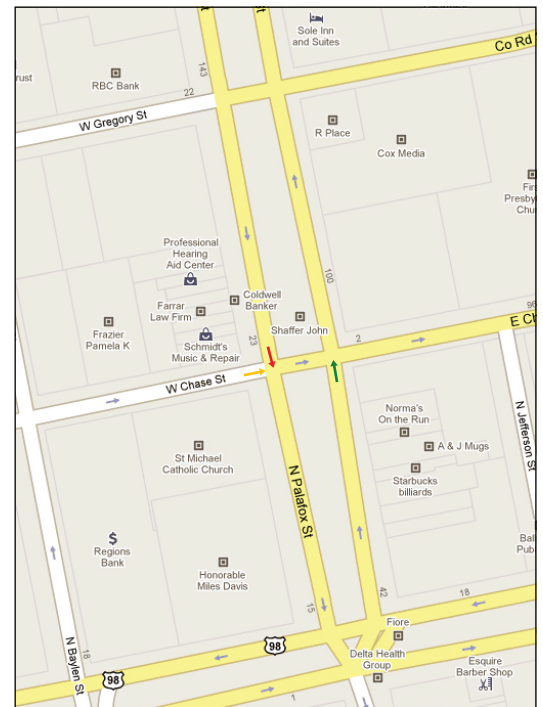 Sole Inn
and Suites
Co Rd
rust
RBC Bank
143
22
W Gregory St
R Place
Cox Media
Professional
Hearing
Aid Center
100
Coldwell
Banker
Farrar
Law Firm
Frazier
Pamela K
Shaffer John
Schmidt's
Music & Repair
23
2
96
E Ch
W Chase St
Norma's
On the Run
A & J Mugs
N Jefferson St
St Michael
Catholic Church
Starbucks
billiards
N Palafox St
$
Regions
Bank
Honorable
Miles Davis
15
42
18
Fiore
98
Delta Health
Group
18
N Baylen St
98
1
Esquire
Barber Shop